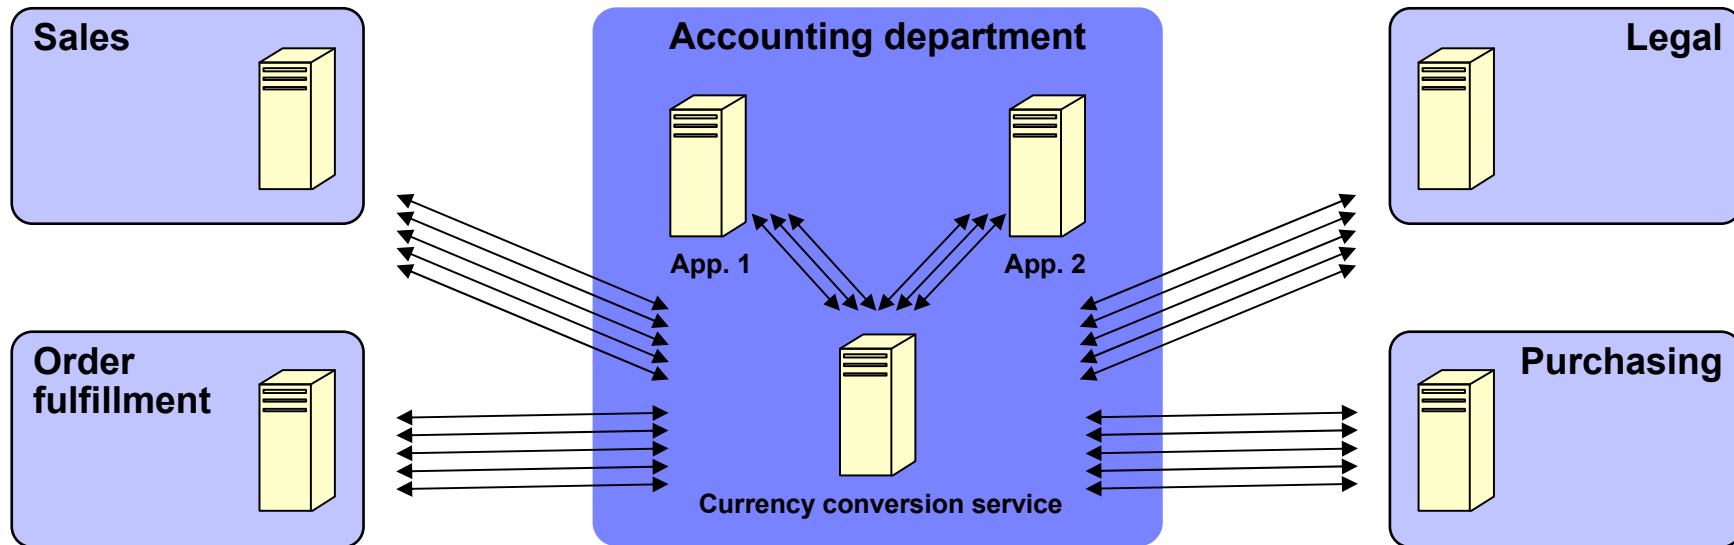 Sales
Accounting department
Legal
App. 1
App. 2
Order
fulfillment
Purchasing
Currency conversion service